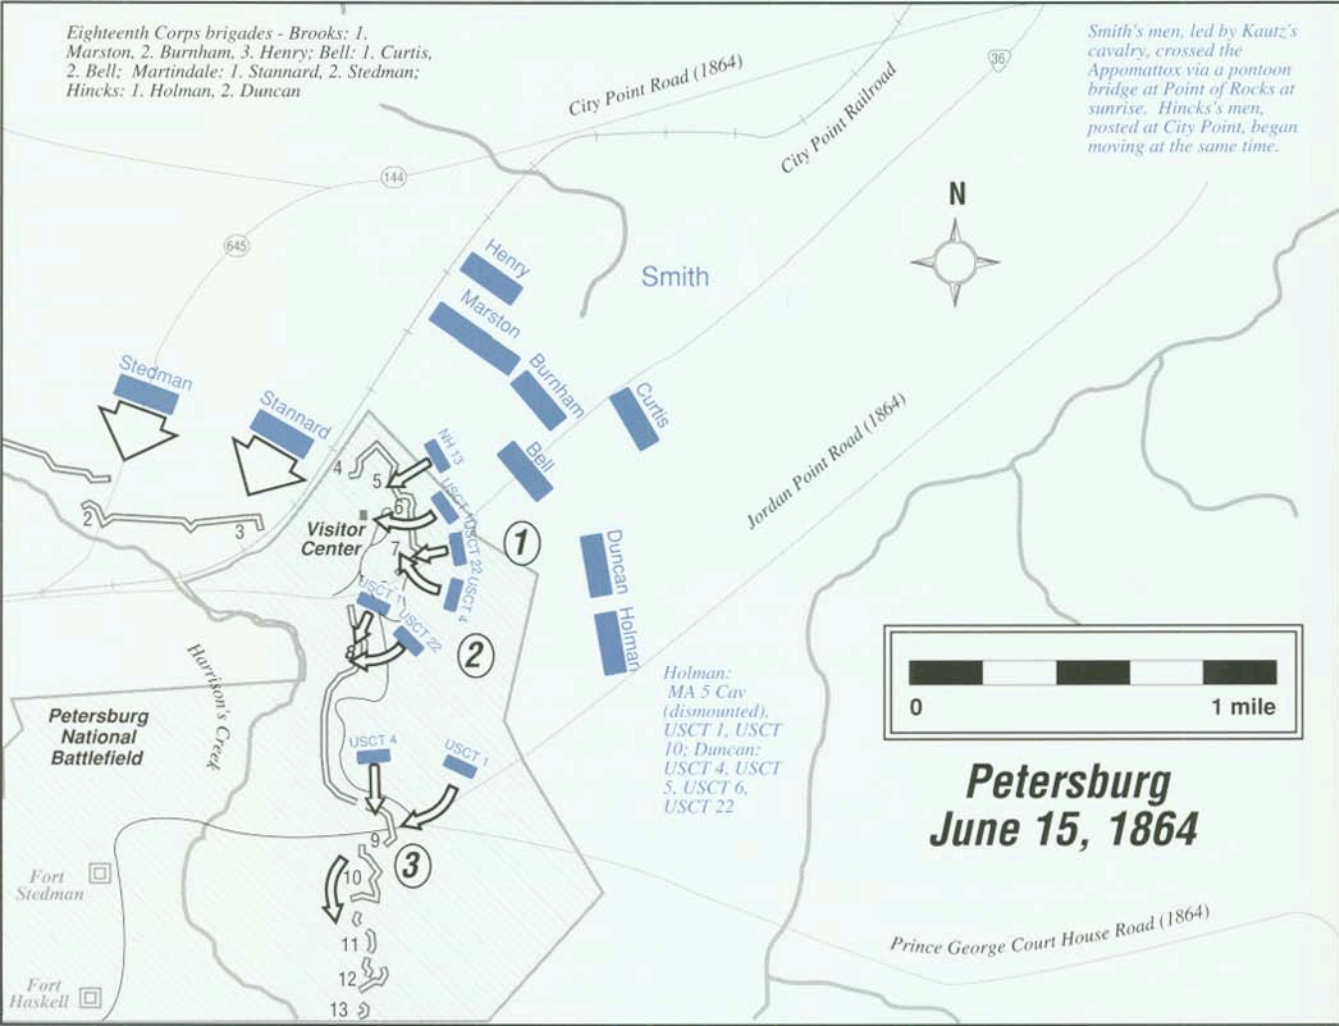 Eighteenth Corps brigades - Brooks: 1.
Marston, 2. Burnham, 3. Henry; Bell: 1. Curtis,
2. Bell; Martindale: 1. Stannard, 2. Stedman;
Hincks: 1. Holman, 2. Duncan
Smith's men, led by Kautz's
cavalry, crossed the
Appomattox via a pontoon
bridge at Point of Rocks at
sunrise. Hincks's men,
posted at City Point, began
moving at the same time.
City Point Road (1864)
City Point Railroad
36
144
645
N
Henry
Smith
Marston
Burnham
Curtis
Stedman
Stannard
Bell
NH 13
4
5
USCT 1
6
2
3
Visitor
Center
7
USCT 22
1
Jordan Point Road (1864)
Duncan
USCT 4
USCT 1
USCT 22
8
2
Holman
Harrison's Creek
Holman:
MA 5 Cav
(dismounted),
USCT 1, USCT
10; Duncan:
USCT 4, USCT
5, USCT 6,
USCT 22
0
1 mile
Petersburg
National
Battlefield
USCT 4
USCT 1
Petersburg
June 15, 1864
9
3
10
Fort
Stedman
11
12
13
Fort
Haskell
Prince George Court House Road (1864)